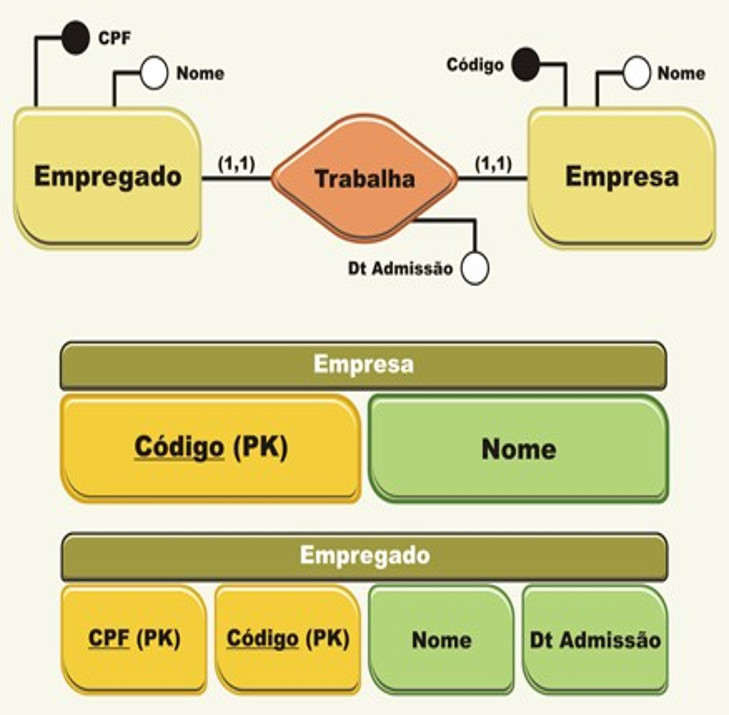 CPF
Nome
Código
Nome
Empregado
(1,1)
Trabalha
(1,1)
Empresa
Dt Admissão
Empresa
Código (PK)
Nome
Empregado
CPF (PK)
Código (PK)
Nome
Dt Admissão